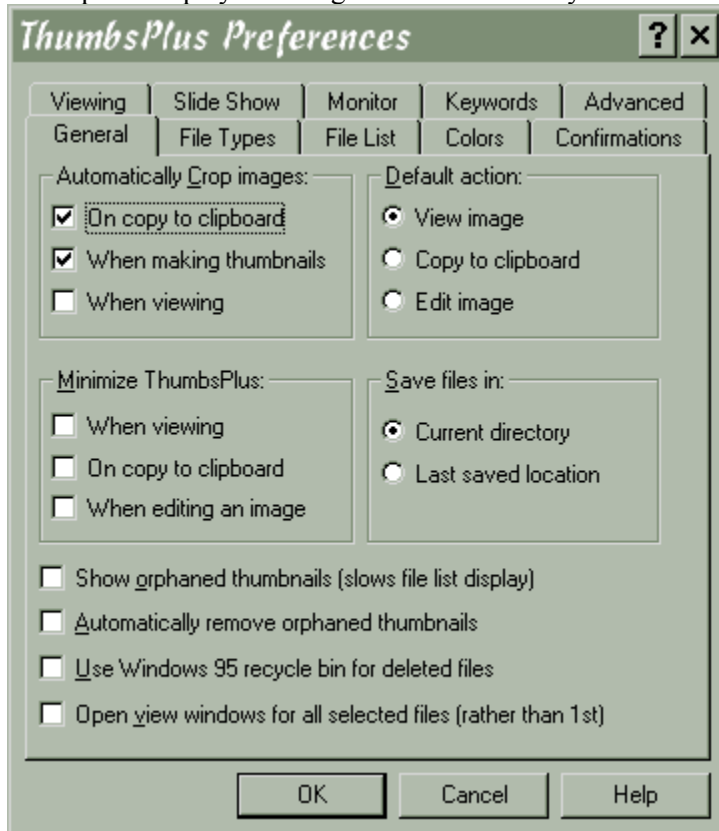 ThumbsPlus Preferences
Viewing Slide Show Monitor Keywords Advanced
General File Types File List Colors Confirmations
Automatically Crop images:
On copy to clipboard
When making thumbnails
When viewing
Default action:
View image
Copy to clipboard
Edit image
Minimize ThumbsPlus:
When viewing
On copy to clipboard
When editing an image
Save files in:
Current directory
Last saved location
Show orphaned thumbnails (slows file list display)
Automatically remove orphaned thumbnails
Use Windows 95 recycle bin for deleted files
Open view windows for all selected files (rather than 1st)
OK Cancel Help